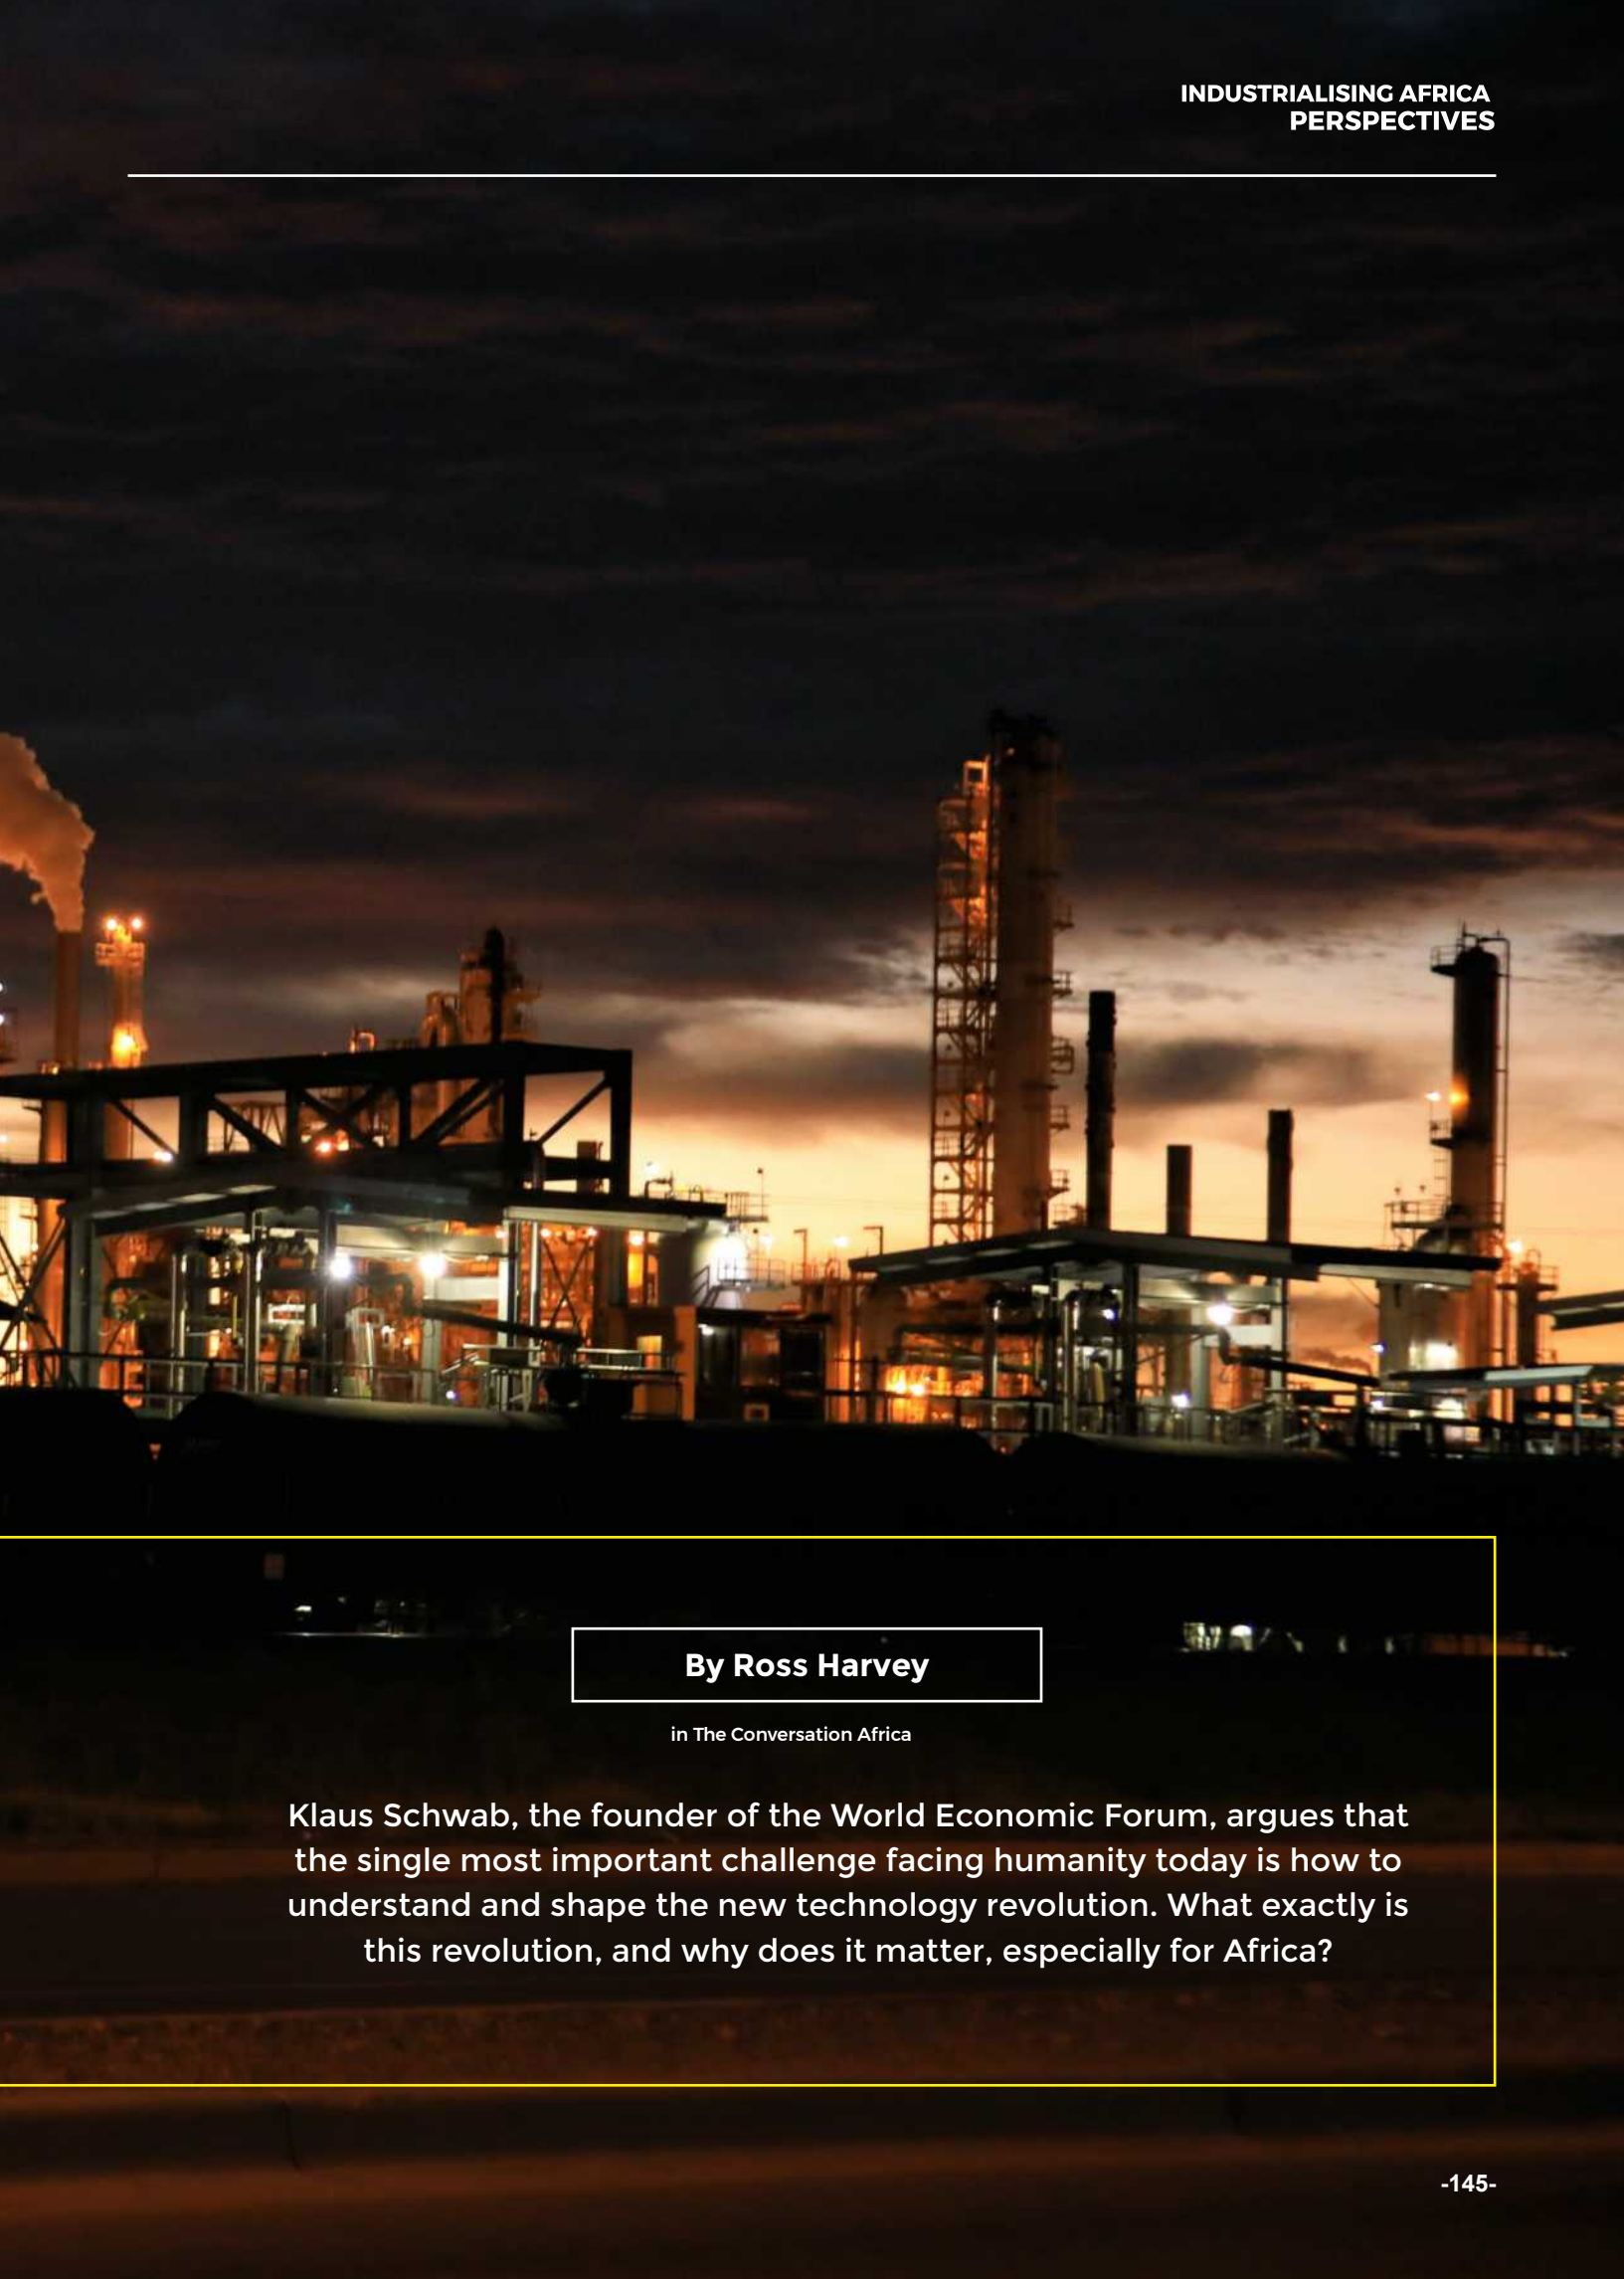 INDUSTRIALISING AFRICA
PERSPECTIVES
By Ross Harvey
in The Conversation Africa
Klaus Schwab, the founder of the World Economic Forum, argues that
the single most important challenge facing humanity today is how to
understand and shape the new technology revolution. What exactly is
this revolution, and why does it matter, especially for Africa?
-145-